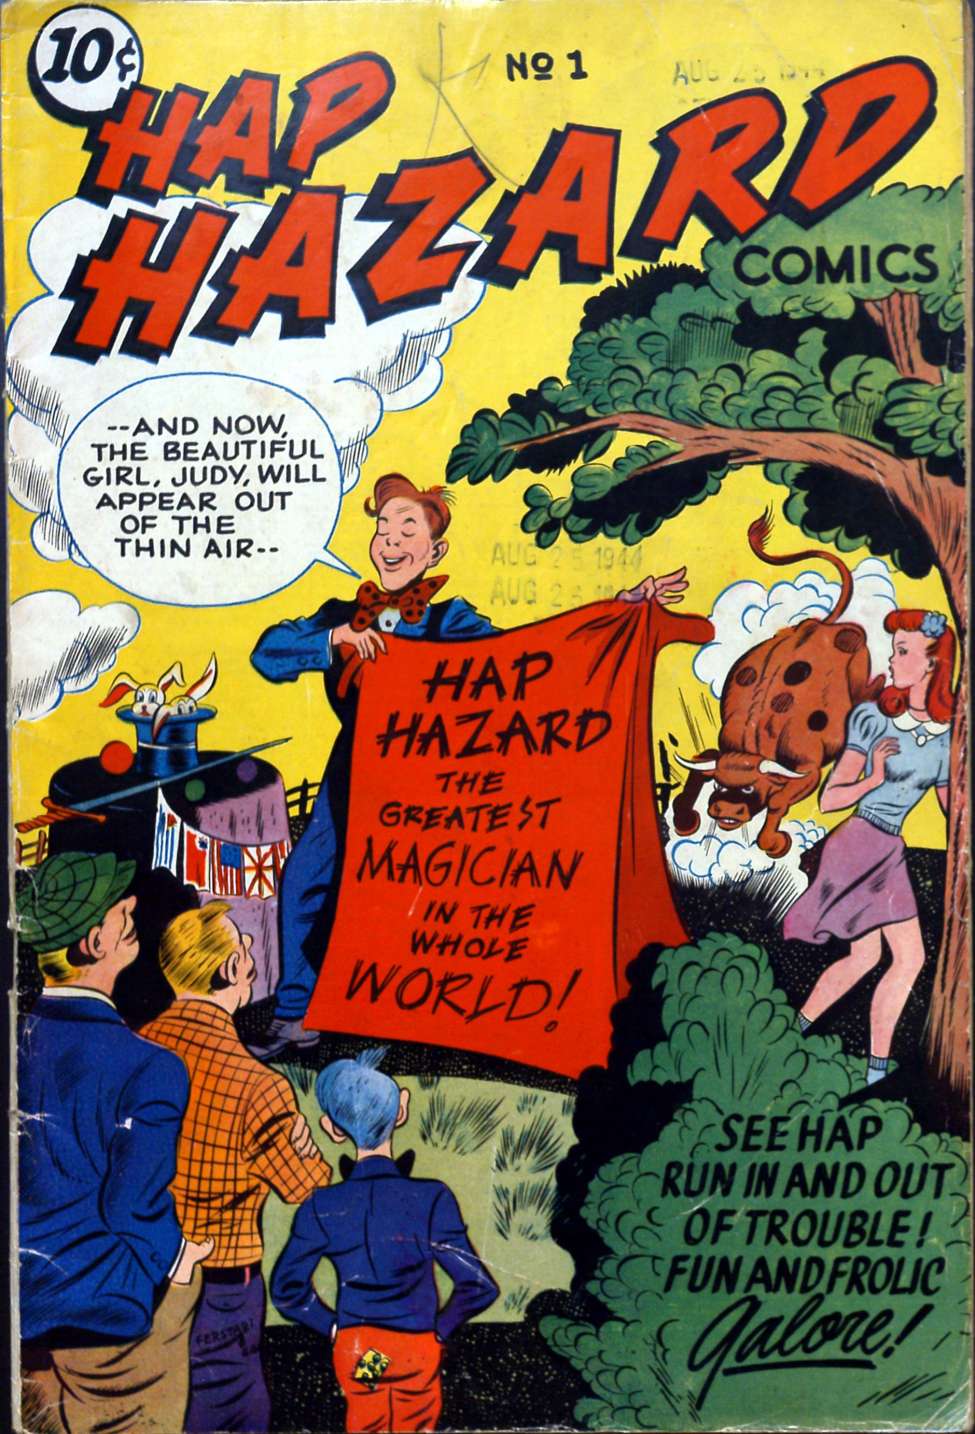 10¢
HAP
HAZARD
COMICS
No 1
AUG 25 1944
--AND NOW,
THE BEAUTIFUL
GIRL, JUDY, WILL
APPEAR OUT
OF THE
THIN AIR--
AUG 25 1944
AUG
HAP
HAZARD
THE
GREATEST
MAGICIAN
IN THE
WHOLE
WORLD!
SEE HAP
RUN IN AND OUT
OF TROUBLE!
FUN AND FROLIC
Galore!